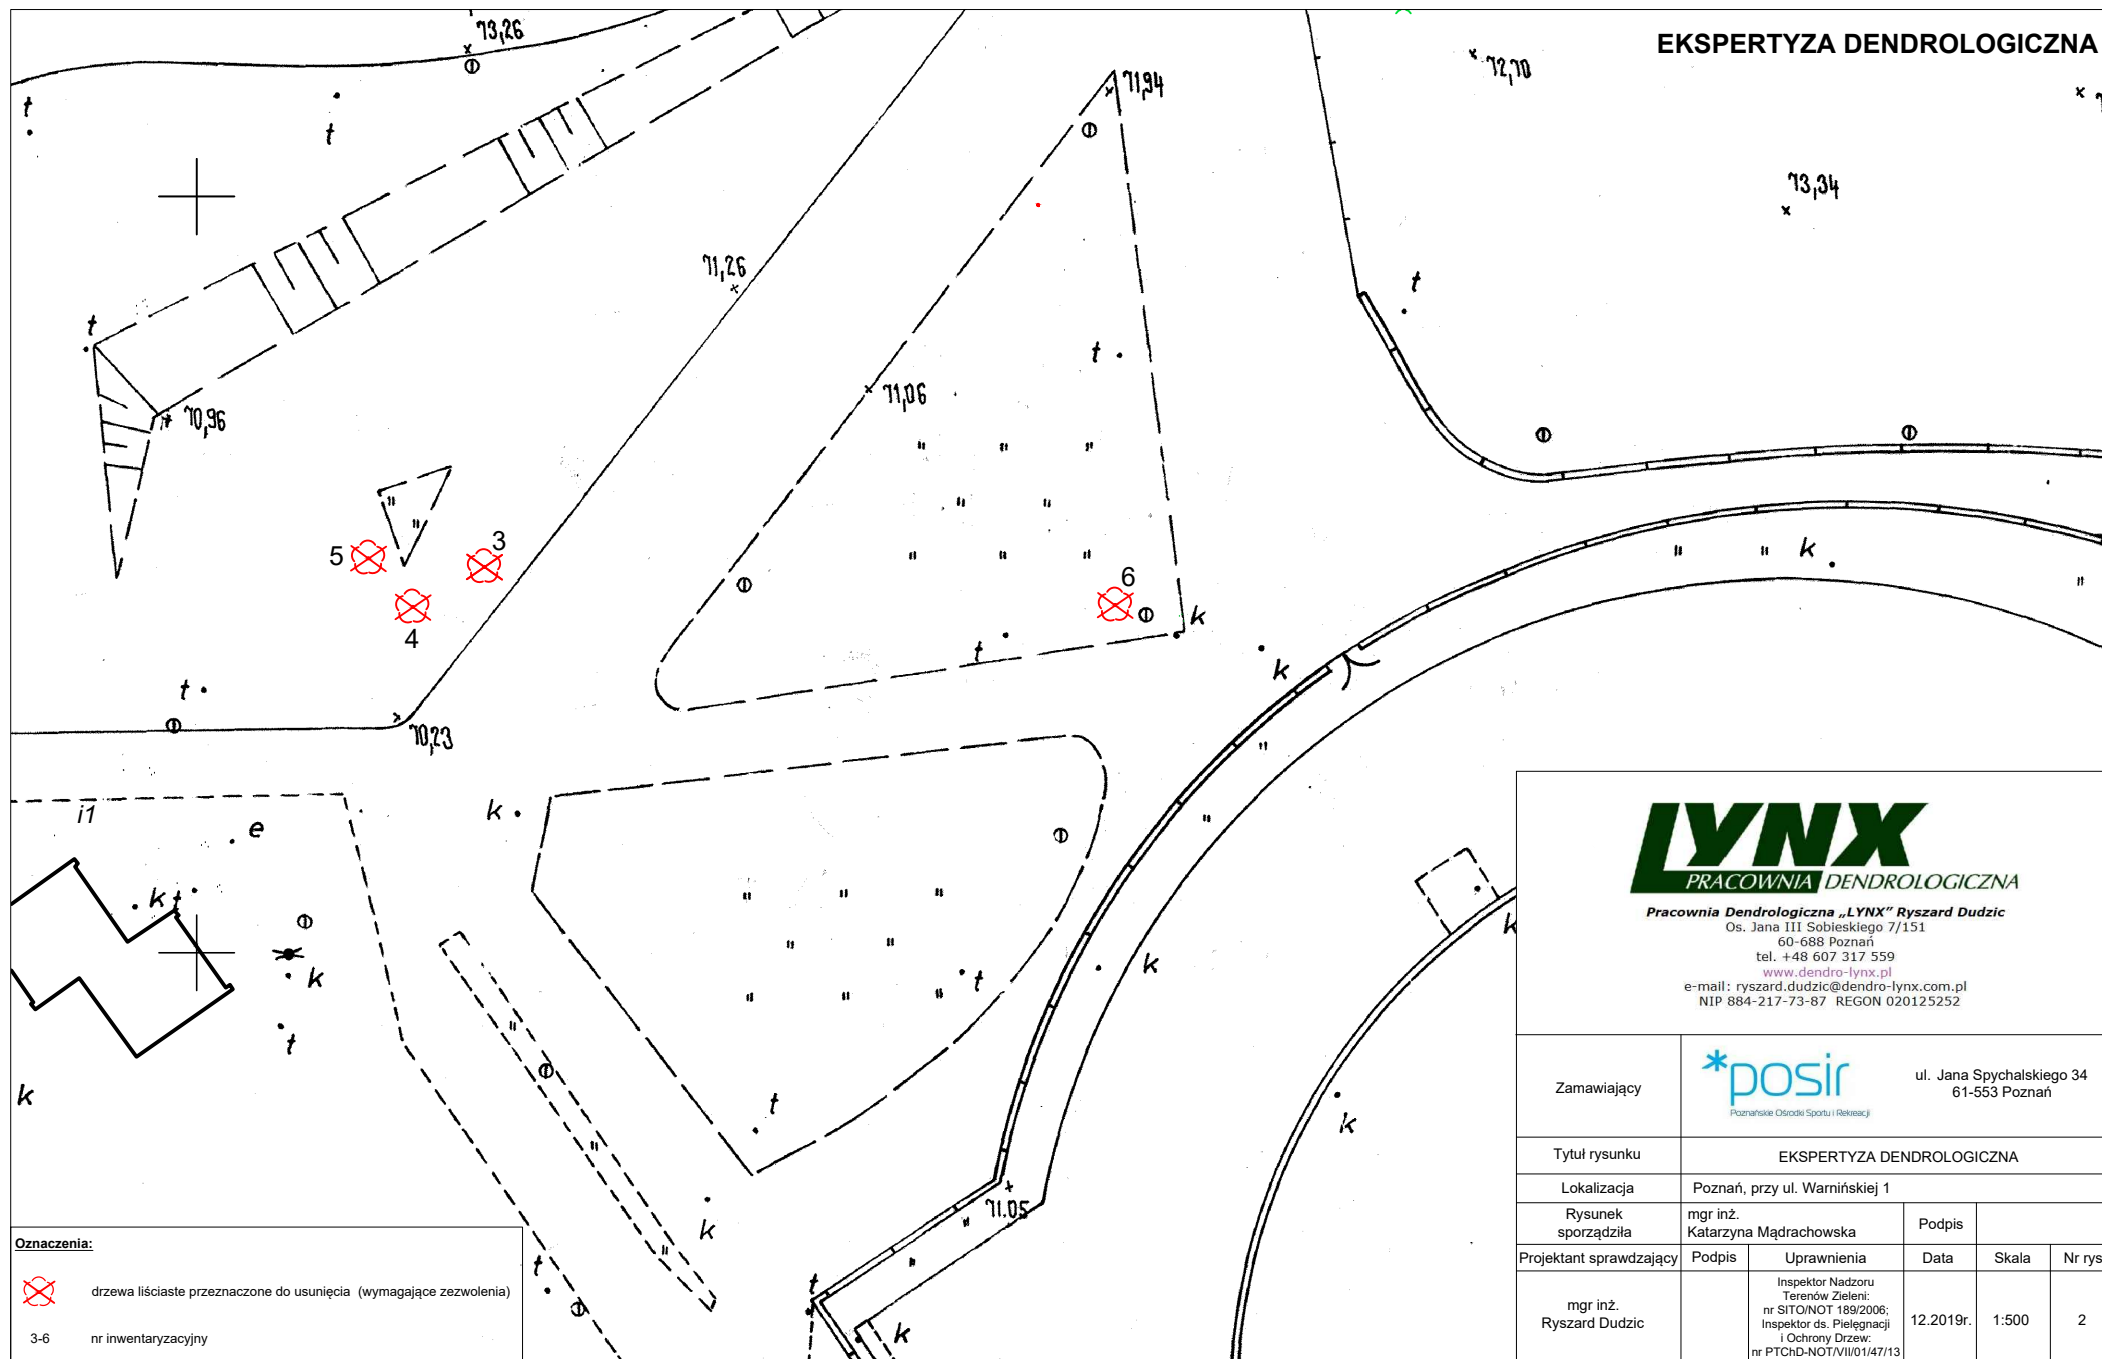 EKSPERTYZA DENDROLOGICZNA
73,26
71,94
72,70
73,34
t
t
71,26
t
t
t
71,06
70,96
5
3
4
6
k
k
t
k
t
70,23
i1
e
k
k t
k
t
k
k
t
k
t
k
71.05
k
k
t
t
k
LYNX
PRACOWNIA DENDROLOGICZNA
Pracownia Dendrologiczna „LYNX” Ryszard Dudzic
Os. Jana III Sobieskiego 7/151
60-688 Poznań
tel. +48 607 317 559
www.dendro-lynx.pl
e-mail: ryszard.dudzic@dendro-lynx.com.pl
NIP 884-217-73-87 REGON 020125252
Zamawiający
*posir
Poznańskie Ośrodki Sportu i Rekreacji
ul. Jana Spychalskiego 34
61-553 Poznań
Tytuł rysunku
EKSPERTYZA DENDROLOGICZNA
Lokalizacja
Poznań, przy ul. Warnińskiej 1
Rysunek
sporządziła
mgr inż.
Katarzyna Mądrachowska
Podpis
Projektant sprawdzający
Podpis
Uprawnienia
Data
Skala
Nr rys
mgr inż.
Ryszard Dudzic
Inspektor Nadzoru
Terenów Zieleni:
nr SITO/NOT 189/2006;
Inspektor ds. Pielęgnacji
i Ochrony Drzew:
nr PTChD-NOT/VII/01/47/13
12.2019r.
1:500
2
Oznaczenia:
drzewa liściaste przeznaczone do usunięcia (wymagające zezwolenia)
3-6
nr inwentaryzacyjny